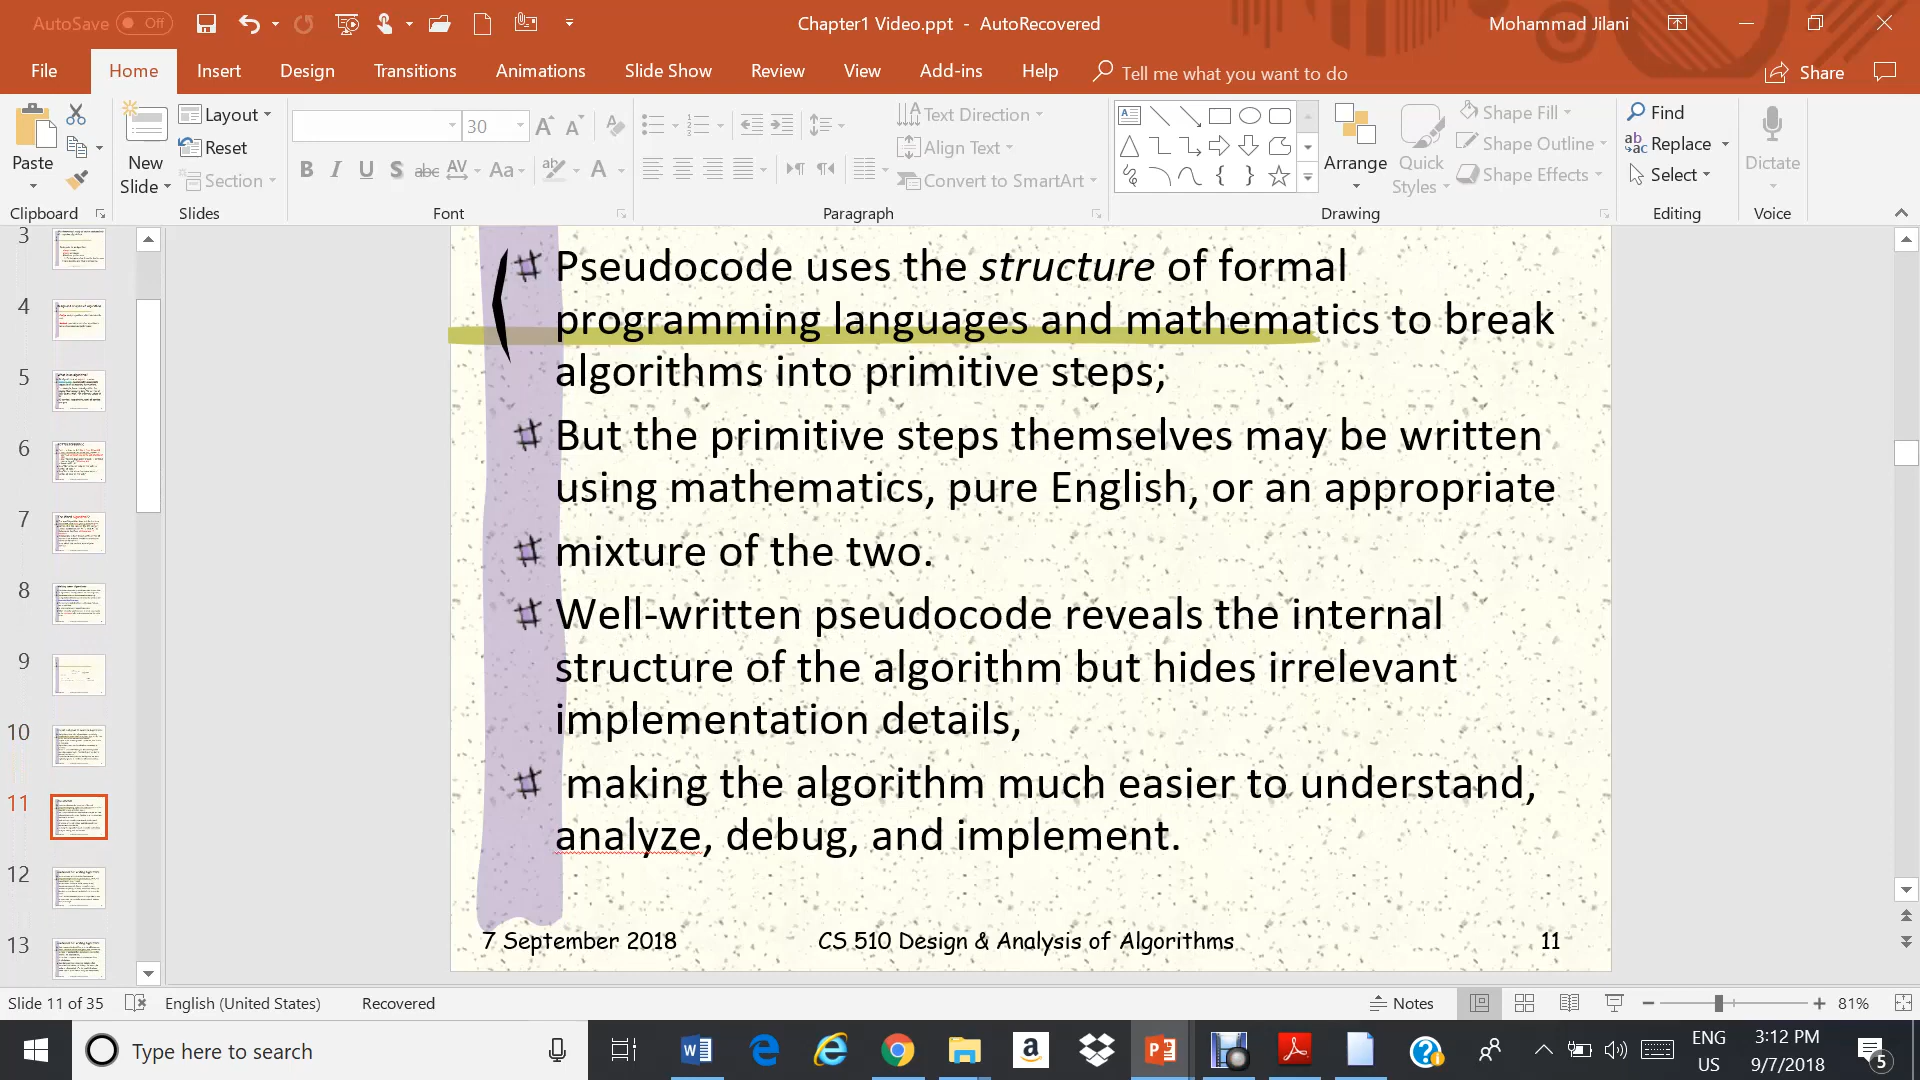 AutoSave Off
Chapter1 Video.ppt - AutoRecovered
Mohammad Jilani
File Home Insert Design Transitions Animations Slide Show Review View Add-ins Help Tell me what you want to do Share
Paste
Clipboard
New Slide
Layout
Reset
Section
Slides
30
Font
Text Direction
Align Text
Convert to SmartArt
Paragraph
Arrange
Quick Styles
Shape Fill
Shape Outline
Shape Effects
Drawing
Find
Replace
Select
Editing
Dictate
Voice
3
4
5
6
7
8
9
10
11
12
13
Pseudocode uses the structure of formal
programming languages and mathematics to break
algorithms into primitive steps;
But the primitive steps themselves may be written
using mathematics, pure English, or an appropriate
mixture of the two.
Well-written pseudocode reveals the internal
structure of the algorithm but hides irrelevant
implementation details,
making the algorithm much easier to understand,
analyze, debug, and implement.
7 September 2018 CS 510 Design & Analysis of Algorithms 11
Slide 11 of 35 English (United States) Recovered Notes 81%
Type here to search
ENG
US
3:12 PM
9/7/2018
5